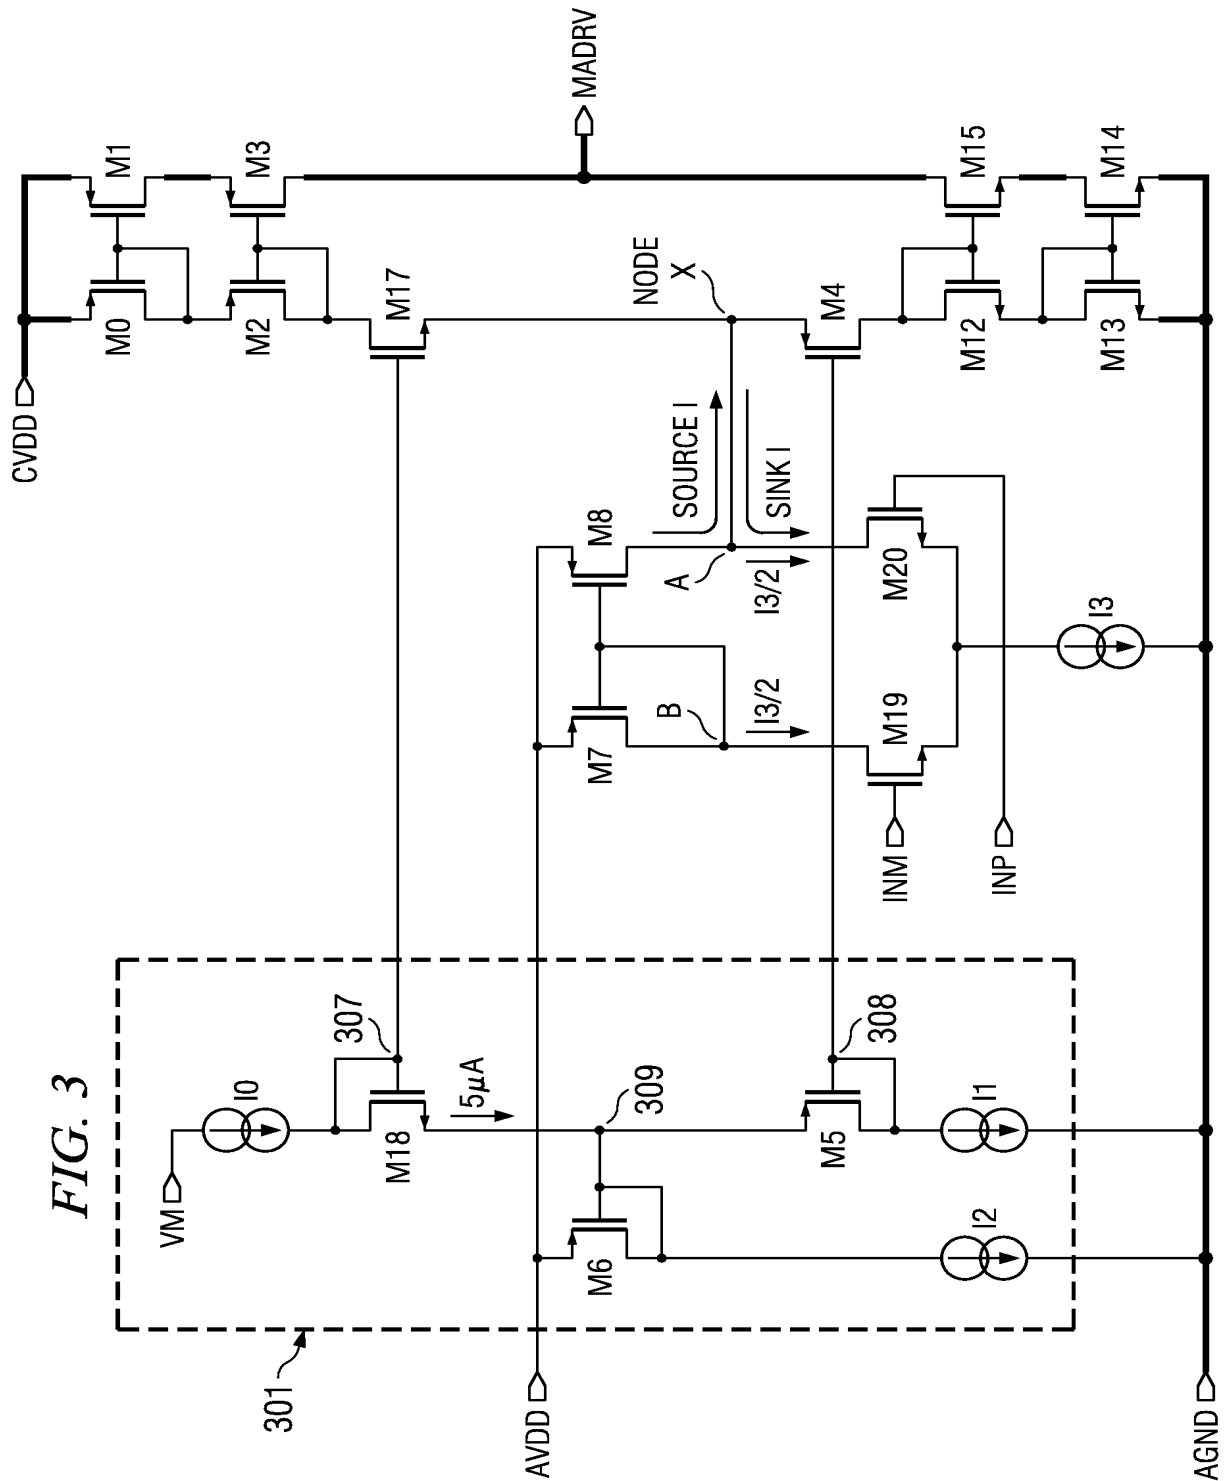 FIG. 3
CVDD
M0
M1
M2
M3
M17
MADRV
NODE
X
M4
M12
M15
M13
M14
SOURCE I
SINK I
M7
M8
A
B
I3/2
I3/2
M19
M20
INM
INP
I3
301
VM
I0
307
M18
5μA
309
M6
M5
308
I1
I2
AVDD
AGND